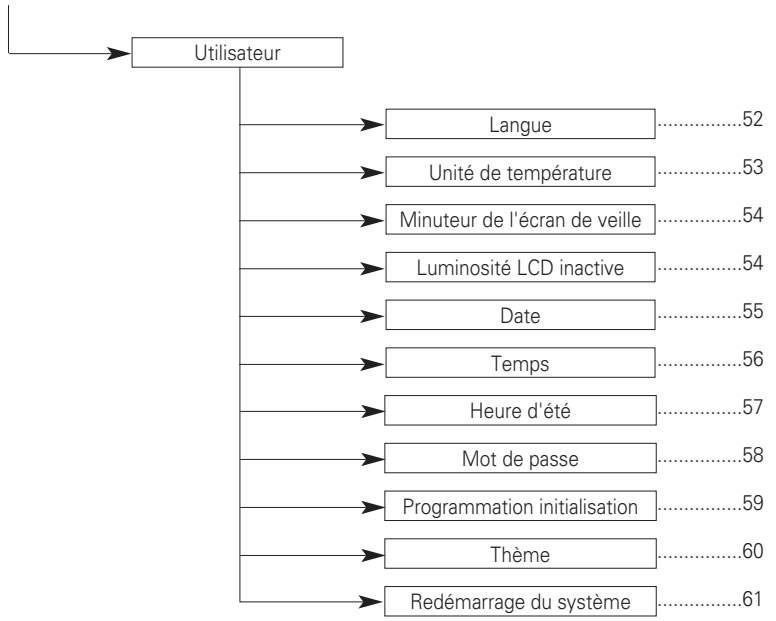 Utilisateur
Langue ...............52
Unité de température ...............53
Minuteur de l'écran de veille ...............54
Luminosité LCD inactive ...............54
Date ...............55
Temps ...............56
Heure d'été ...............57
Mot de passe ...............58
Programmation initialisation ...............59
Thème ...............60
Redémarrage du système ...............61